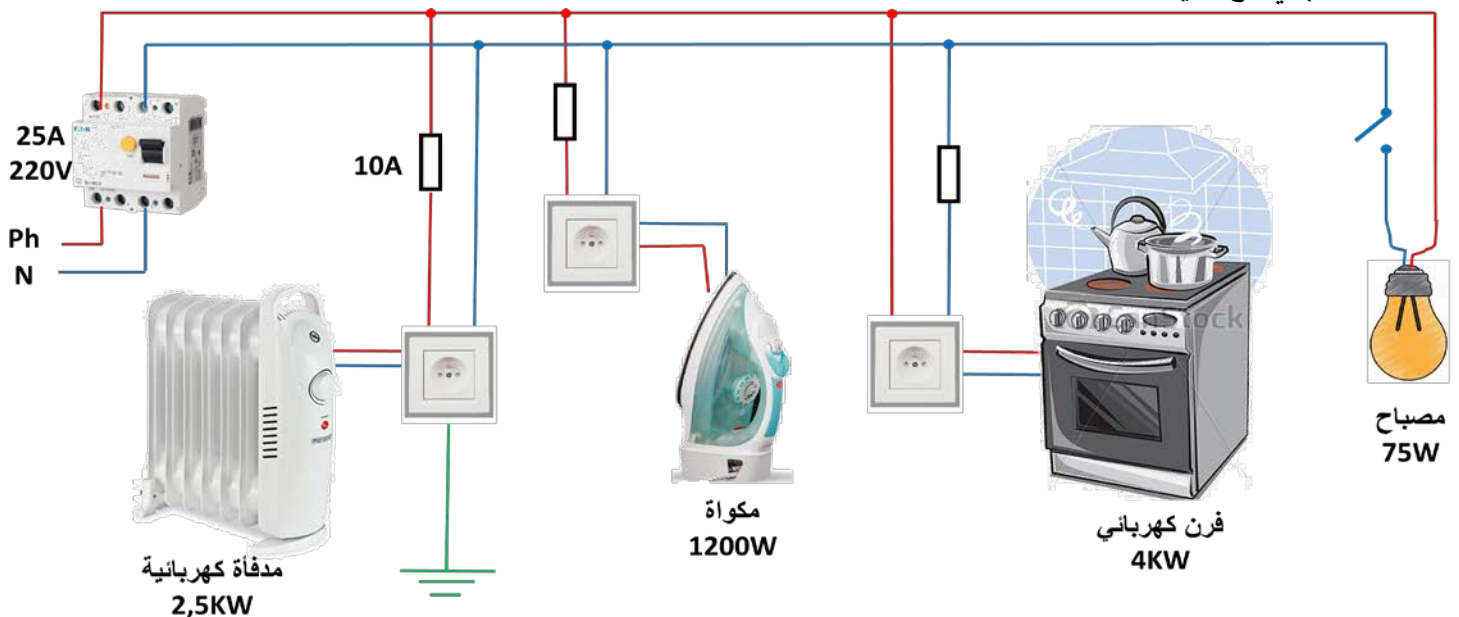 25A
220V
10A
Ph
N
مصباح
75W
مكواة
1200W
فرن كهربائي
4KW
مدفأة كهربائية
2,5KW